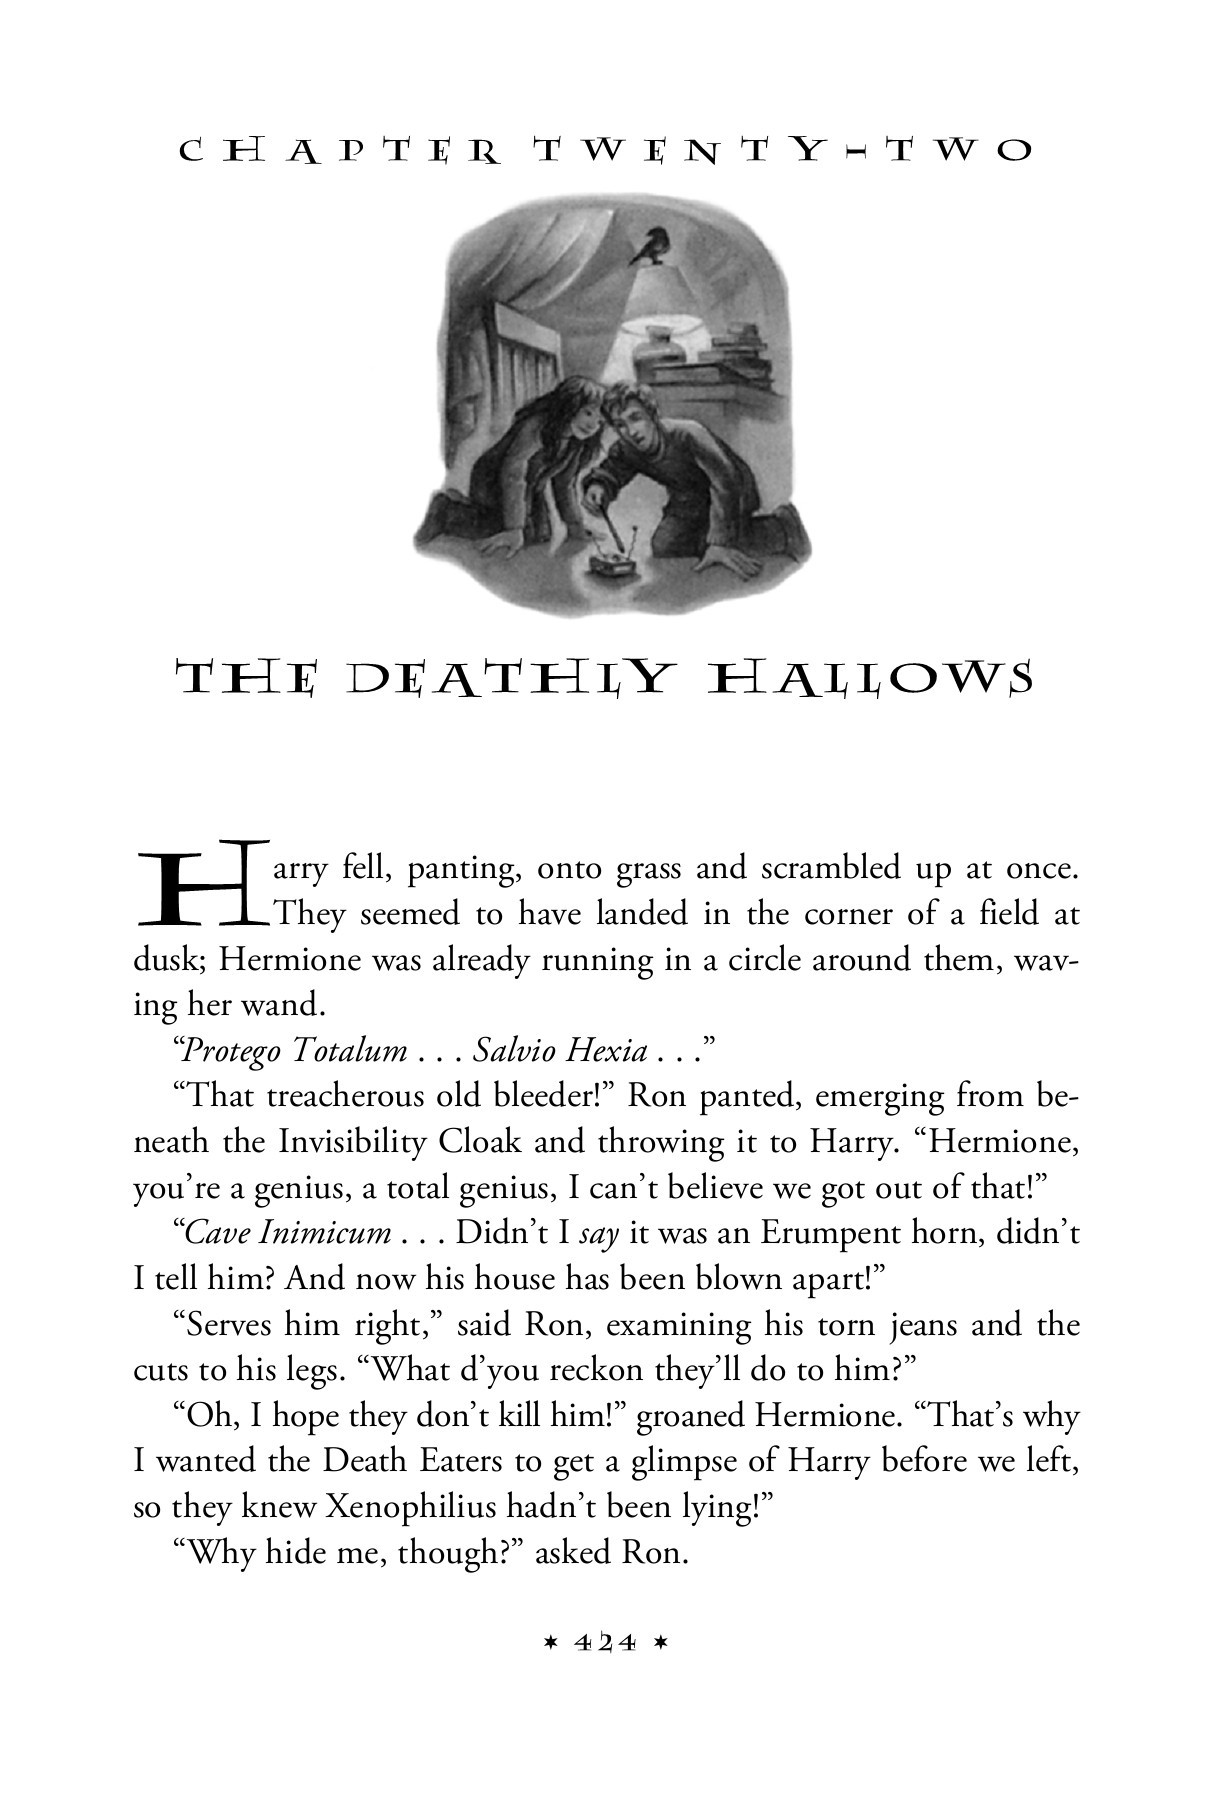 CHAPTER TWENTY-TWO
THE DEATHLY HALLOWS
Harry fell, panting, onto grass and scrambled up at once.
They seemed to have landed in the corner of a field at
dusk; Hermione was already running in a circle around them, wav-
ing her wand.
“Protego Totalum . . . Salvio Hexia . . .”
“That treacherous old bleeder!” Ron panted, emerging from be-
neath the Invisibility Cloak and throwing it to Harry. “Hermione,
you’re a genius, a total genius, I can’t believe we got out of that!”
“Cave Inimicum . . . Didn’t I say it was an Erumpent horn, didn’t
I tell him? And now his house has been blown apart!”
“Serves him right,” said Ron, examining his torn jeans and the
cuts to his legs. “What d’you reckon they’ll do to him?”
“Oh, I hope they don’t kill him!” groaned Hermione. “That’s why
I wanted the Death Eaters to get a glimpse of Harry before we left,
so they knew Xenophilius hadn’t been lying!”
“Why hide me, though?” asked Ron.
★ 424 ★